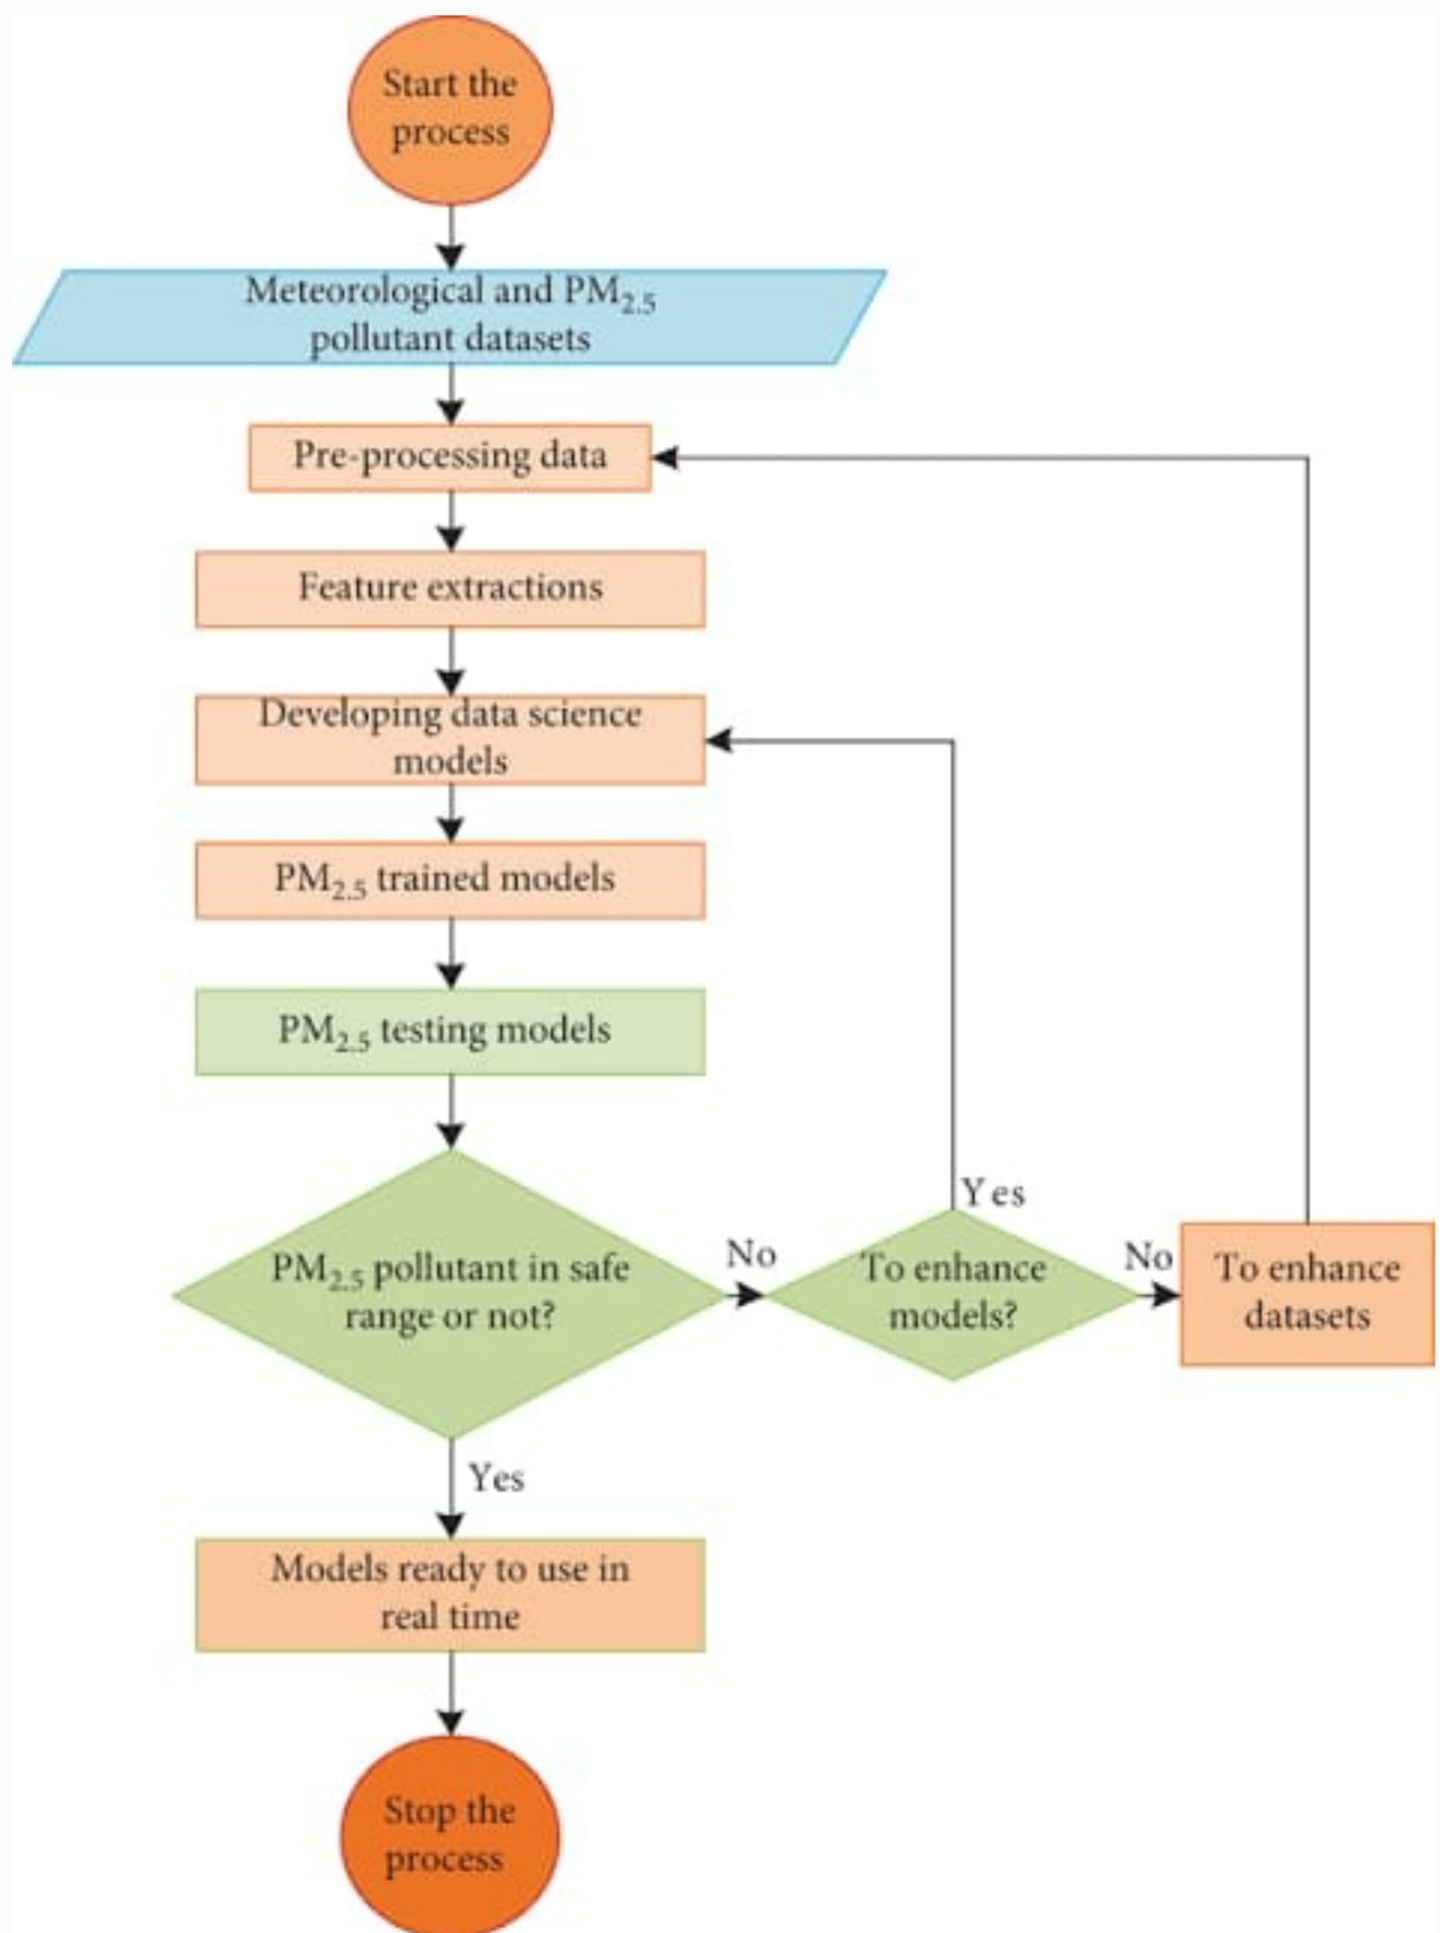 Start the
process
Meteorological and PM2.5
pollutant datasets
Pre-processing data
Feature extractions
Developing data science
models
PM2.5 trained models
PM2.5 testing models
PM2.5 pollutant in safe
range or not?
No
To enhance
models?
Yes
No
To enhance
datasets
Yes
Models ready to use in
real time
Stop the
process